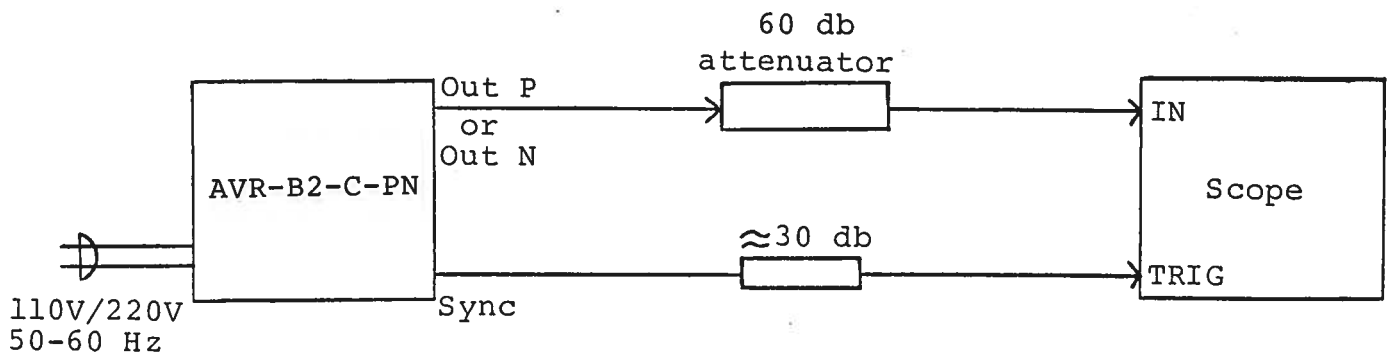 60 db
attenuator
Out P
or
Out N
IN
AVR-B2-C-PN
Scope
≈30 db
TRIG
Sync
110V/220V
50-60 Hz